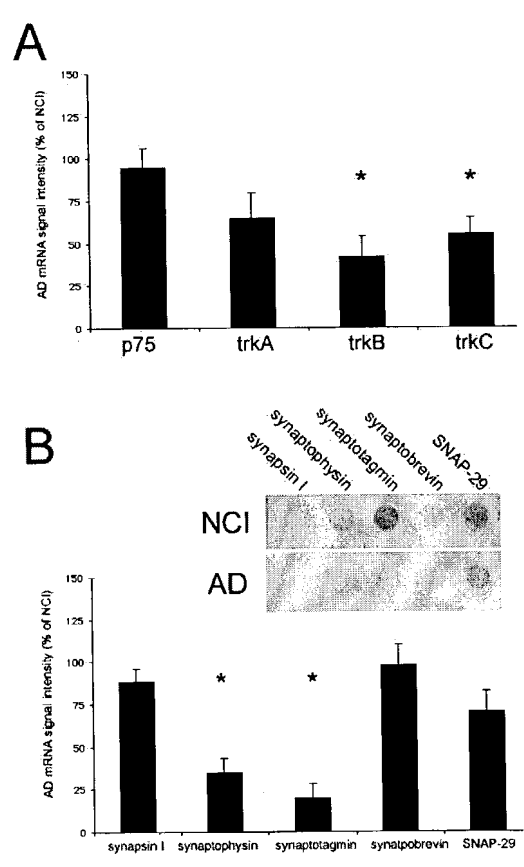 A
AD mRNA signal intensity (% of NCI)
150
125
100
75
50
25
0
*
*
p75 trkA trkB trkC
B
synapsin I
synaptophysin
synaptotagmin
synaptobrevin
SNAP-29
NCI
AD
AD mRNA signal intensity (% of NCI)
150
125
100
75
50
25
0
*
*
synapsin I synaptophysin synaptotagmin synatpobrevin SNAP-29